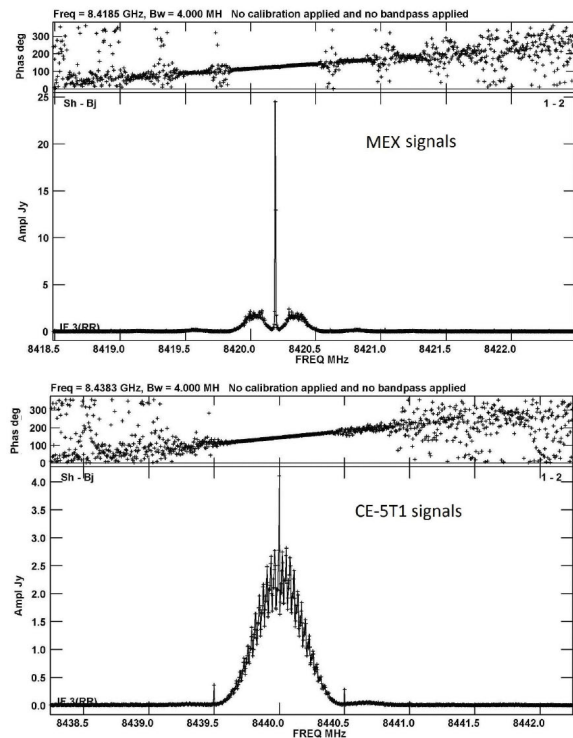 Freq = 8.4185 GHz, Bw = 4.000 MH No calibration applied and no bandpass applied
Phas deg
300
200
100
0
25
Sh - Bj
1 - 2
MEX signals
20
15
Ampl Jy
10
5
0
IF 3(RR)
8418.5 8419.0 8419.5 8420.0 8420.5 8421.0 8421.5 8422.0
FREQ MHz
Freq = 8.4383 GHz, Bw = 4.000 MH No calibration applied and no bandpass applied
Phas deg
300
200
100
0
Sh - Bj
1 - 2
4.0
CE-5T1 signals
3.5
3.0
2.5
Ampl Jy
2.0
1.5
1.0
0.5
0.0
IF 3(RR)
8438.5 8439.0 8439.5 8440.0 8440.5 8441.0 8441.5 8442.0
FREQ MHz